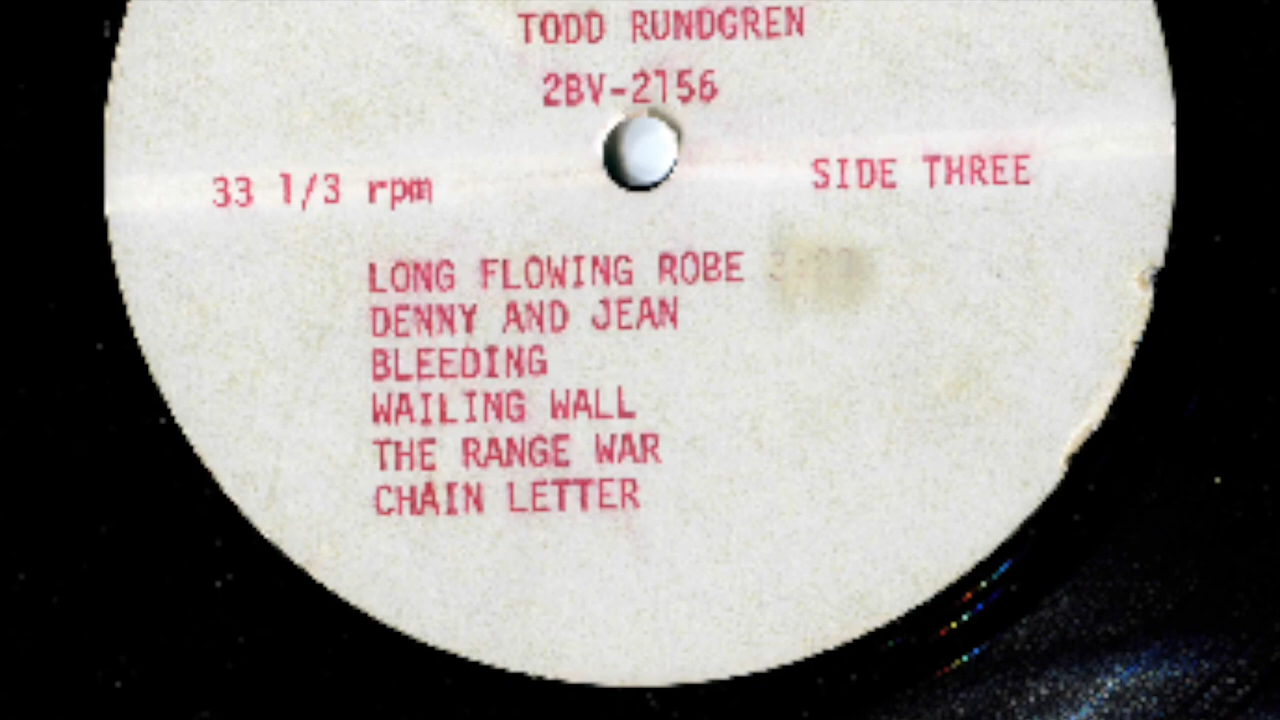 TODD RUNDGREN
2BV-2156
33 1/3 rpm
SIDE THREE
LONG FLOWING ROBE
DENNY AND JEAN
BLEEDING
WAILING WALL
THE RANGE WAR
CHAIN LETTER